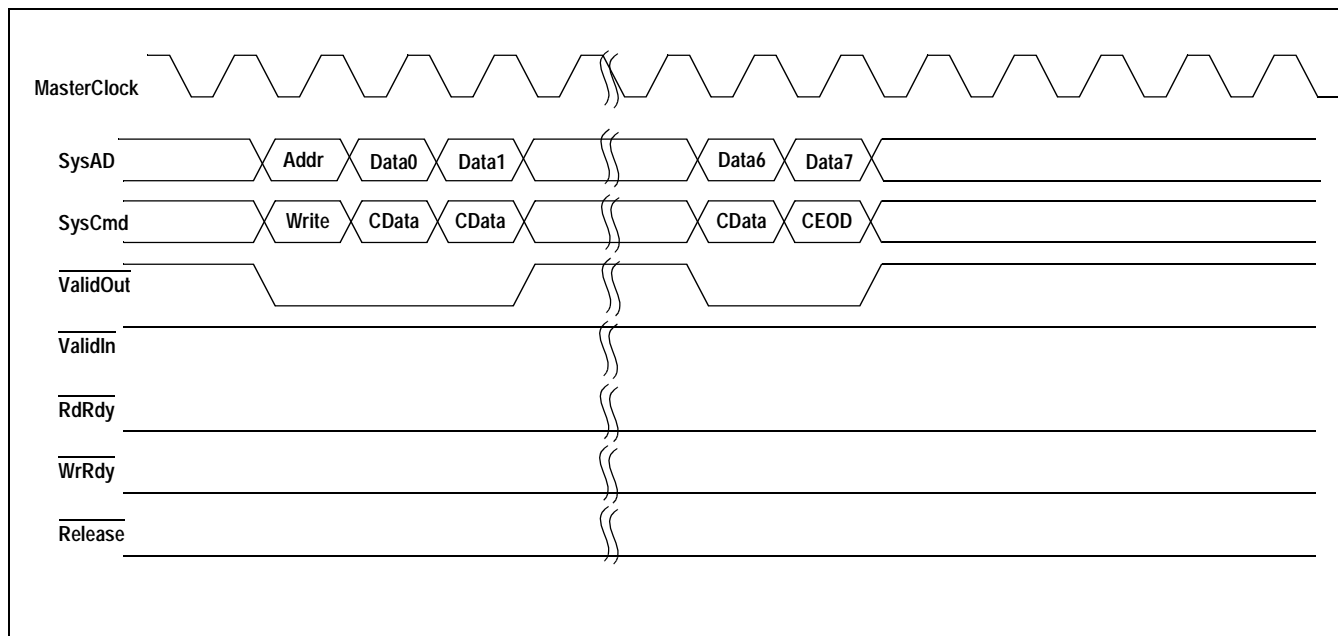 MasterClock
SysAD Addr Data0 Data1 Data6 Data7
SysCmd Write CData CData CData CEOD
ValidOut
ValidIn
RdRdy
WrRdy
Release